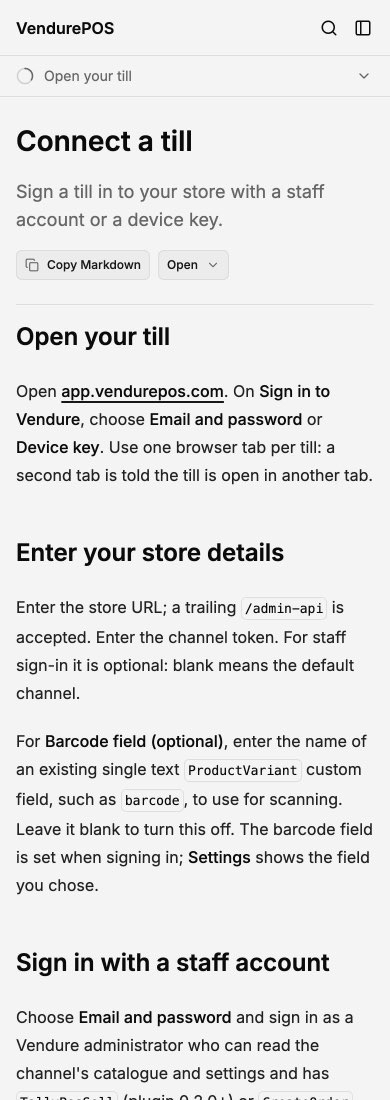 VendurePOS
Open your till
Connect a till
Sign a till in to your store with a staff
account or a device key.
Copy Markdown
Open
Open your till
Open app.vendurepos.com. On Sign in to
Vendure, choose Email and password or
Device key. Use one browser tab per till: a
second tab is told the till is open in another tab.
Enter your store details
Enter the store URL; a trailing /admin-api is
accepted. Enter the channel token. For staff
sign-in it is optional: blank means the default
channel.
For Barcode field (optional), enter the name of
an existing single text ProductVariant custom
field, such as barcode, to use for scanning.
Leave it blank to turn this off. The barcode field
is set when signing in; Settings shows the field
you chose.
Sign in with a staff account
Choose Email and password and sign in as a
Vendure administrator who can read the
channel's catalogue and settings and has
(plugin 0.2.0+) or CreateOrder